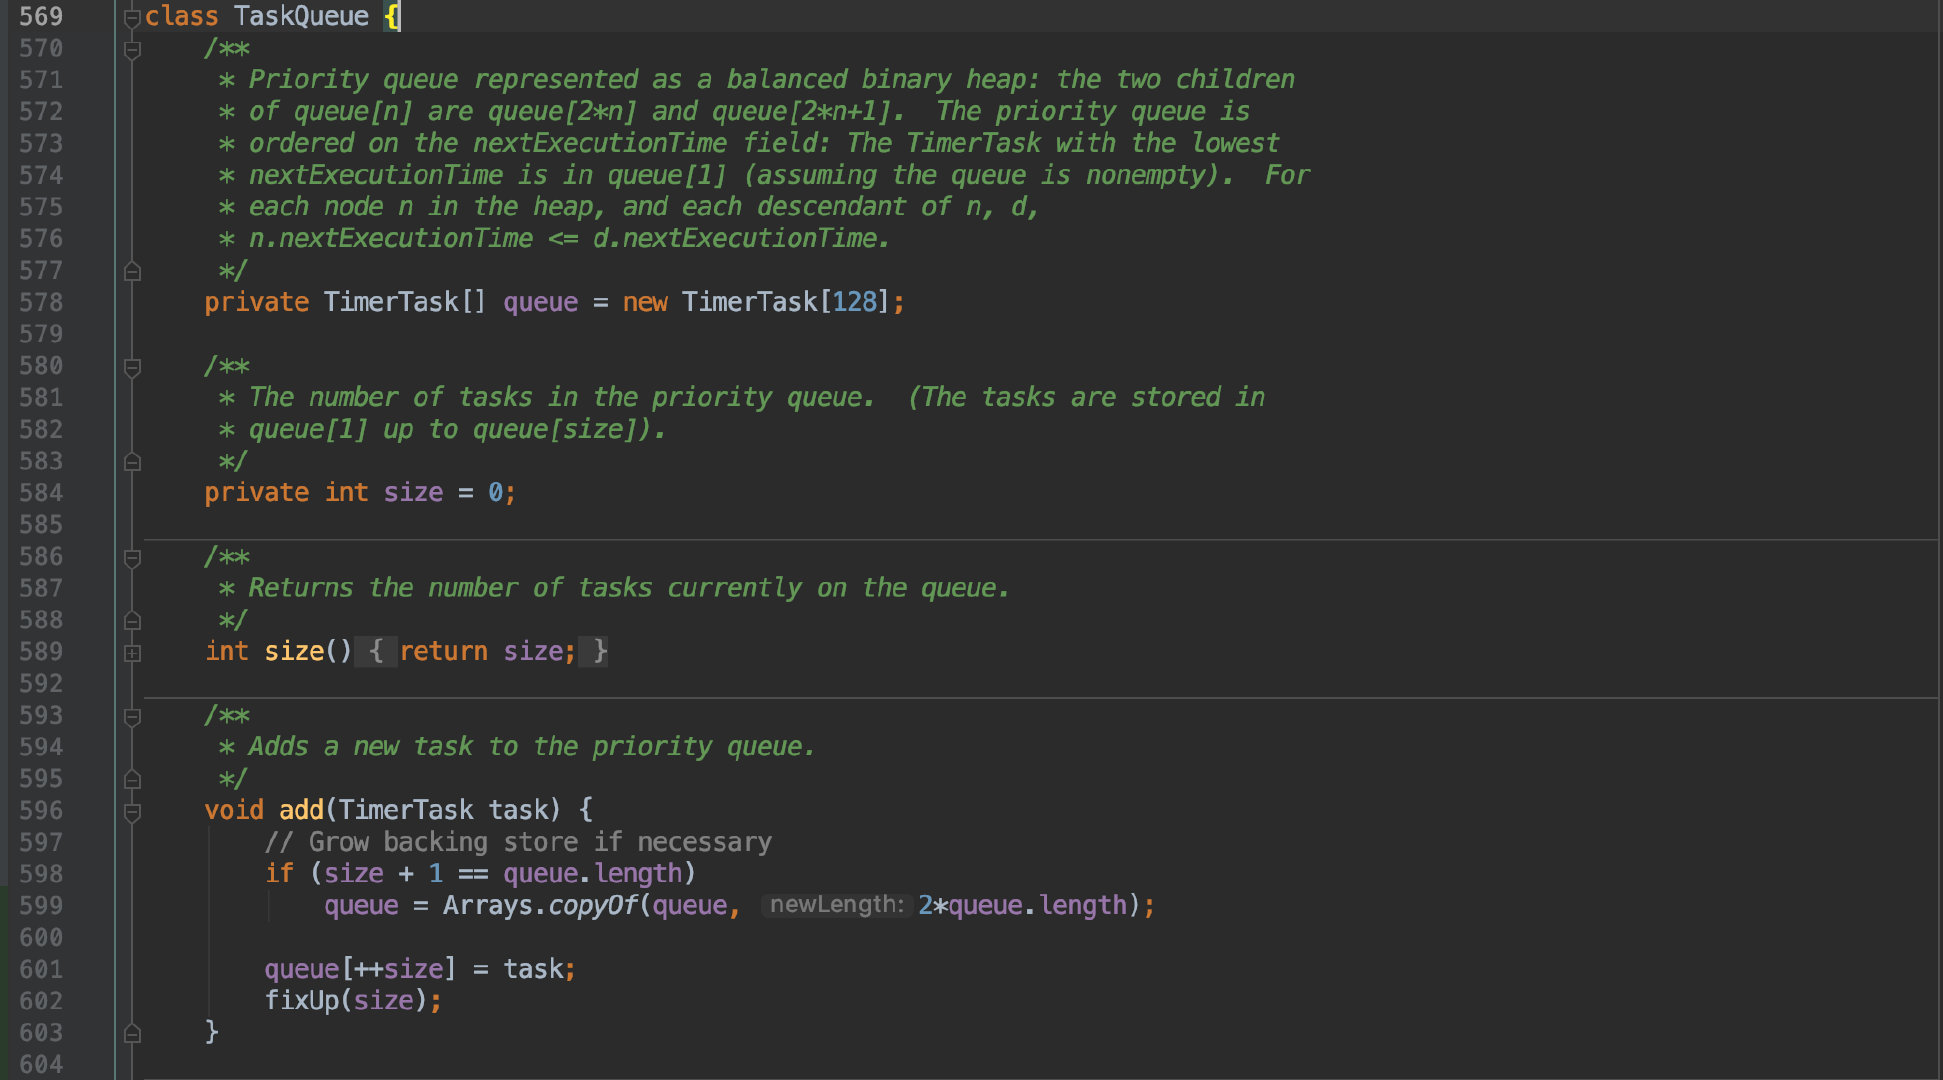 569 class TaskQueue {
570 /**
571 * Priority queue represented as a balanced binary heap: the two children
572 * of queue[n] are queue[2*n] and queue[2*n+1].  The priority queue is
573 * ordered on the nextExecutionTime field: The TimerTask with the lowest
574 * nextExecutionTime is in queue[1] (assuming the queue is nonempty).  For
575 * each node n in the heap, and each descendant of n, d,
576 * n.nextExecutionTime <= d.nextExecutionTime.
577 */
578 private TimerTask[] queue = new TimerTask[128];
579
580 /**
581 * The number of tasks in the priority queue.  (The tasks are stored in
582 * queue[1] up to queue[size]).
583 */
584 private int size = 0;
585
586 /**
587 * Returns the number of tasks currently on the queue.
588 */
589 int size() { return size; }
592
593 /**
594 * Adds a new task to the priority queue.
595 */
596 void add(TimerTask task) {
597 // Grow backing store if necessary
598 if (size + 1 == queue.length)
599 queue = Arrays.copyOf(queue, newLength: 2*queue.length);
600
601 queue[++size] = task;
602 fixUp(size);
603 }
604